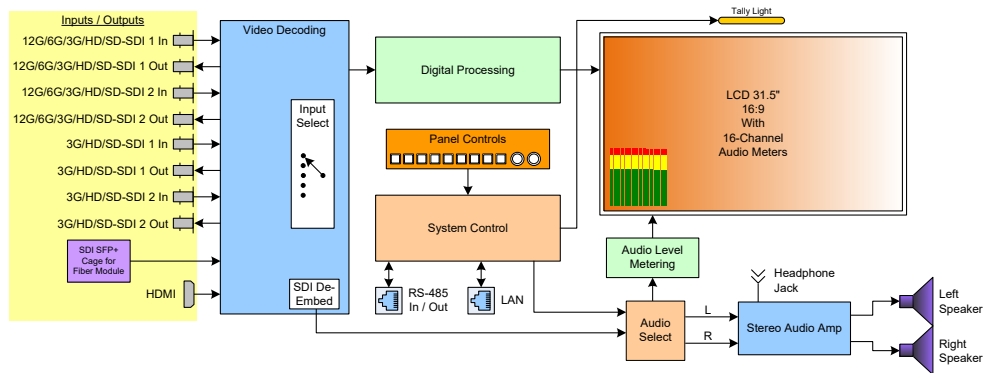 Inputs / Outputs
12G/6G/3G/HD/SD-SDI 1 In
12G/6G/3G/HD/SD-SDI 1 Out
12G/6G/3G/HD/SD-SDI 2 In
12G/6G/3G/HD/SD-SDI 2 Out
3G/HD/SD-SDI 1 In
3G/HD/SD-SDI 1 Out
3G/HD/SD-SDI 2 In
3G/HD/SD-SDI 2 Out
SDI SFP+
Cage for
Fiber Module
HDMI
Video Decoding
Input
Select
SDI De-
Embed
Digital Processing
Panel Controls
System Control
RS-485
In / Out
LAN
Tally Light
LCD 31.5"
16:9
With
16-Channel
Audio Meters
Audio Level
Metering
Audio
Select
L
R
Headphone
Jack
Stereo Audio Amp
Left
Speaker
Right
Speaker